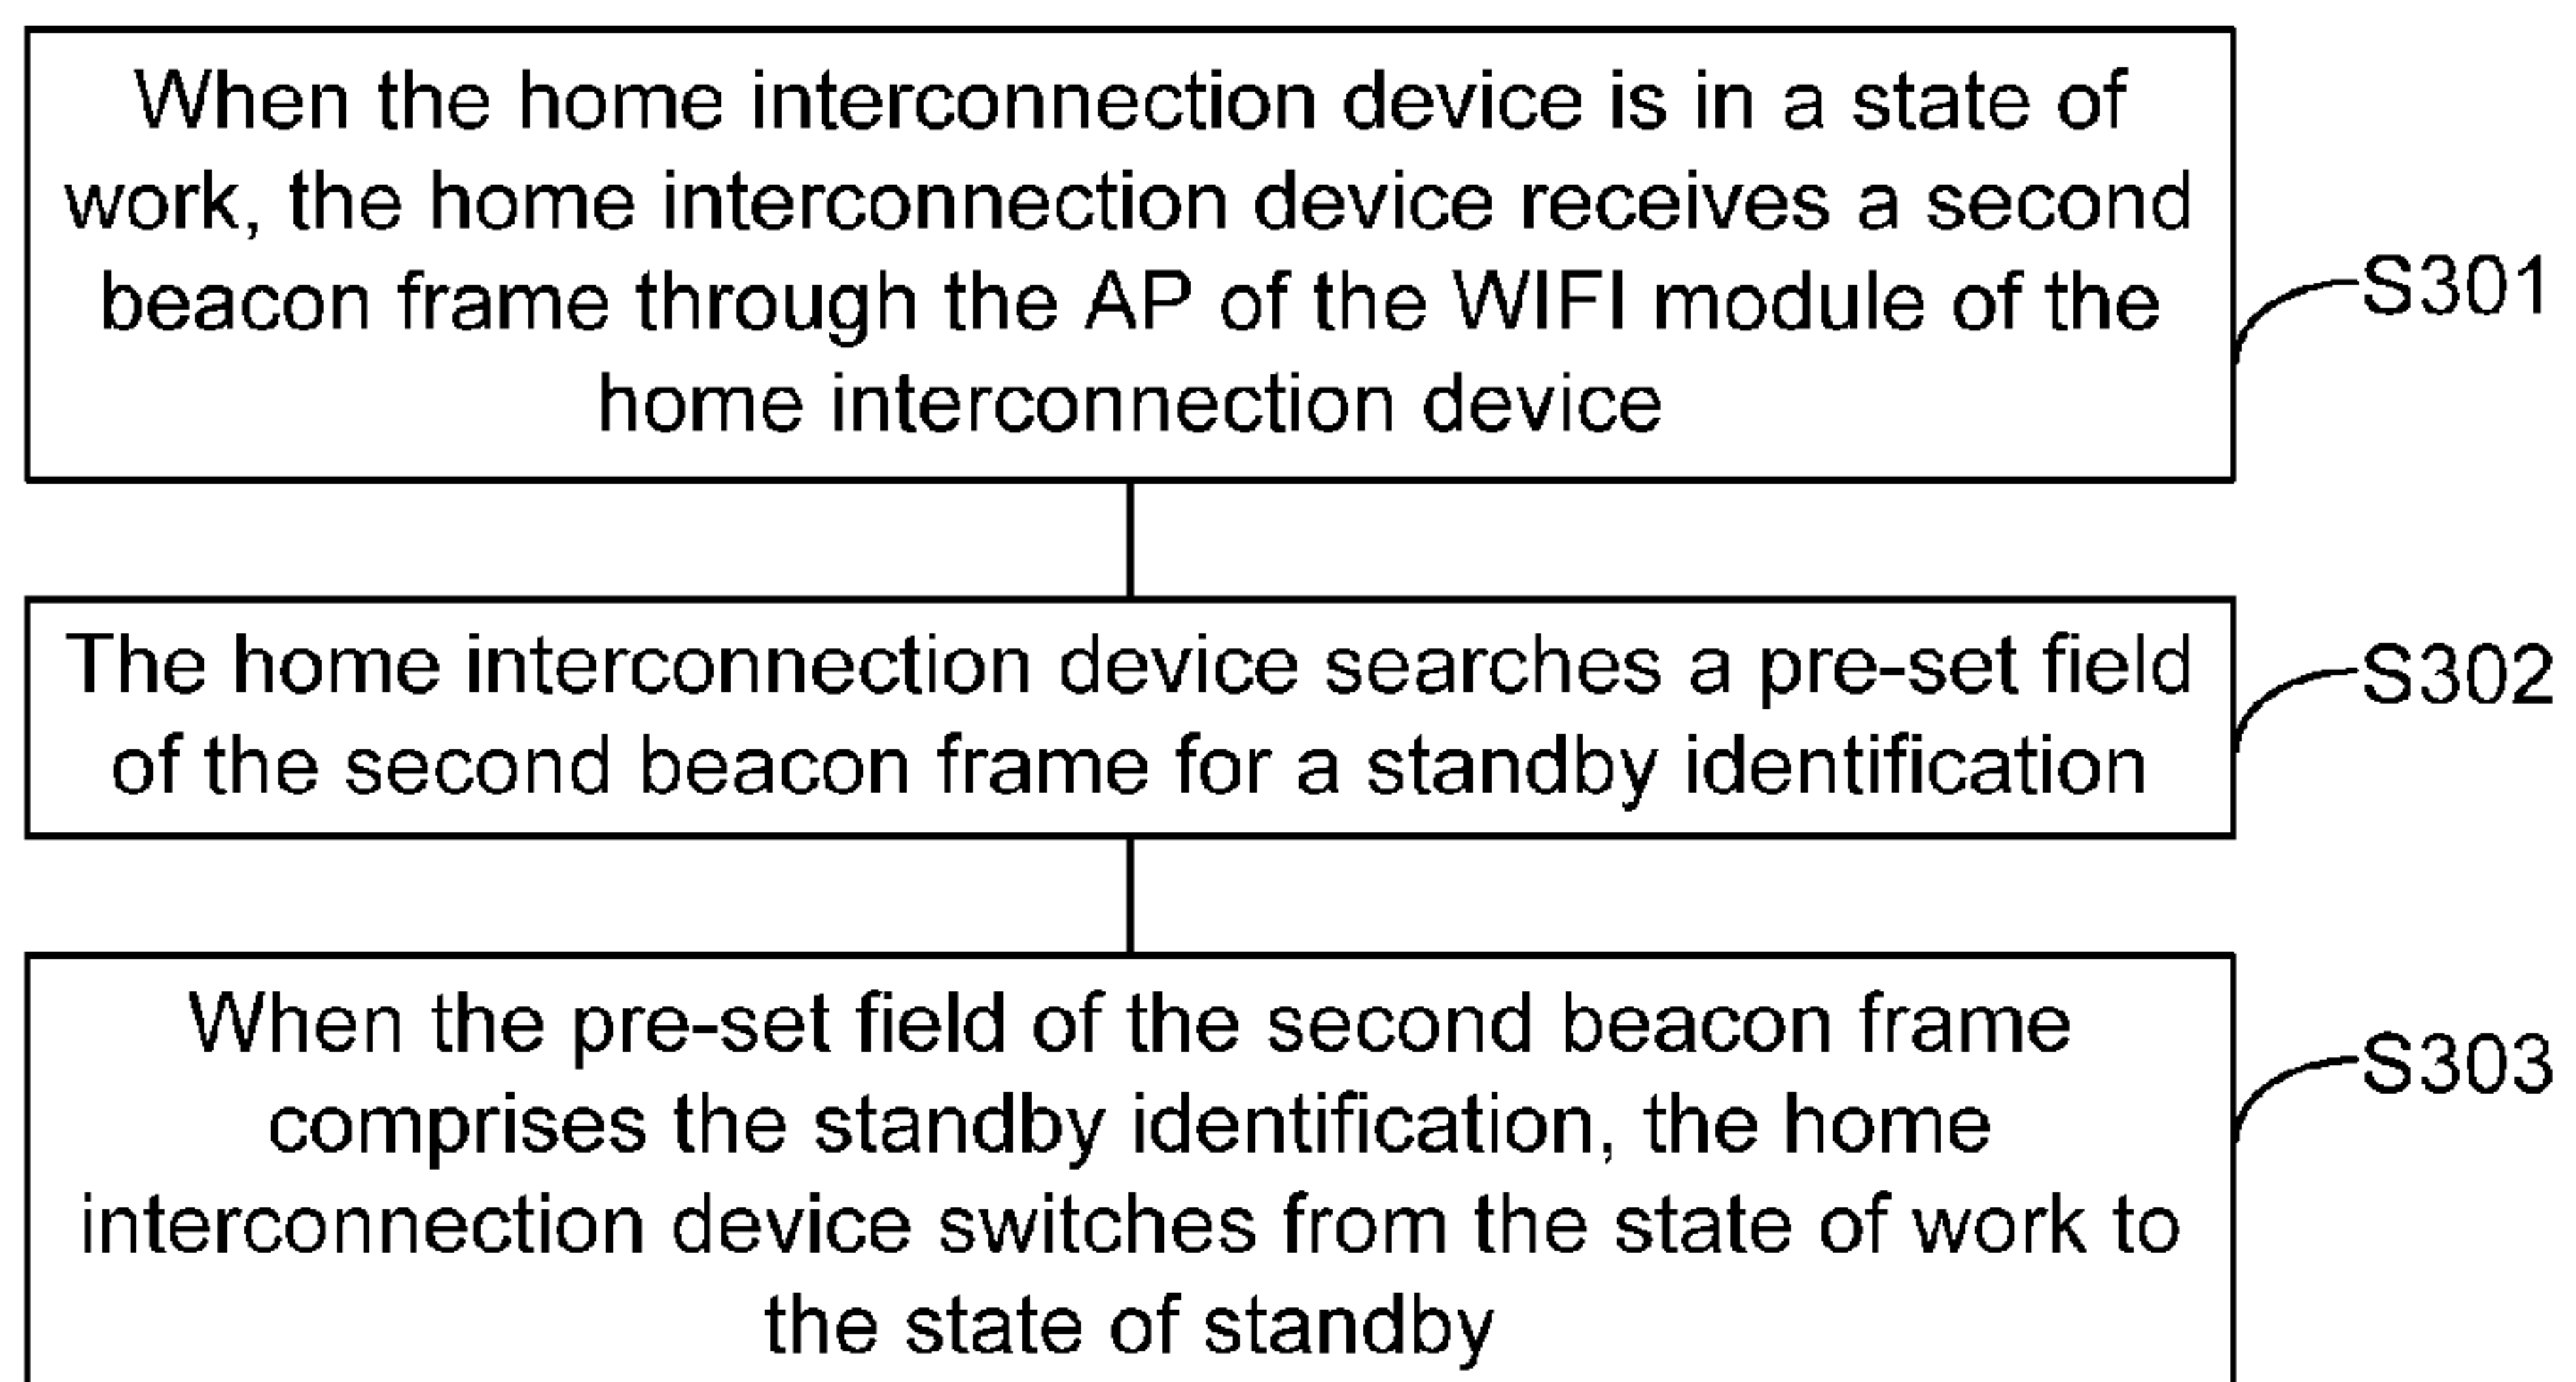 When the home interconnection device is in a state of
work, the home interconnection device receives a second
beacon frame through the AP of the WIFI module of the
home interconnection device
S301
The home interconnection device searches a pre-set field
of the second beacon frame for a standby identification
S302
When the pre-set field of the second beacon frame
comprises the standby identification, the home
interconnection device switches from the state of work to
the state of standby
S303